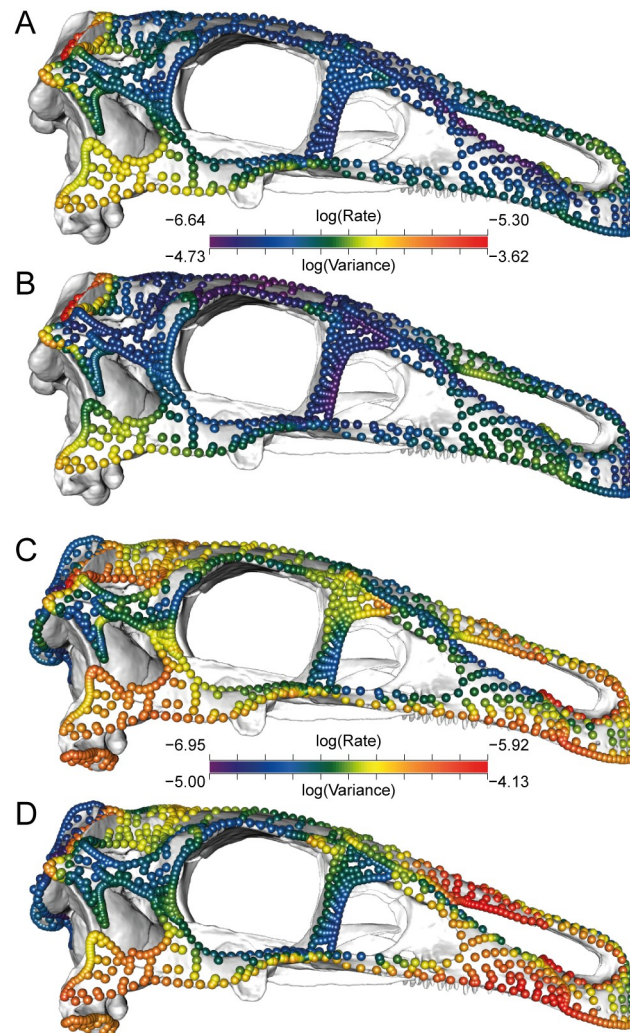 A
log(Rate)
−6.64 −5.30
−4.73 −3.62
log(Variance)
B
C
log(Rate)
−6.95 −5.92
−5.00 −4.13
log(Variance)
D